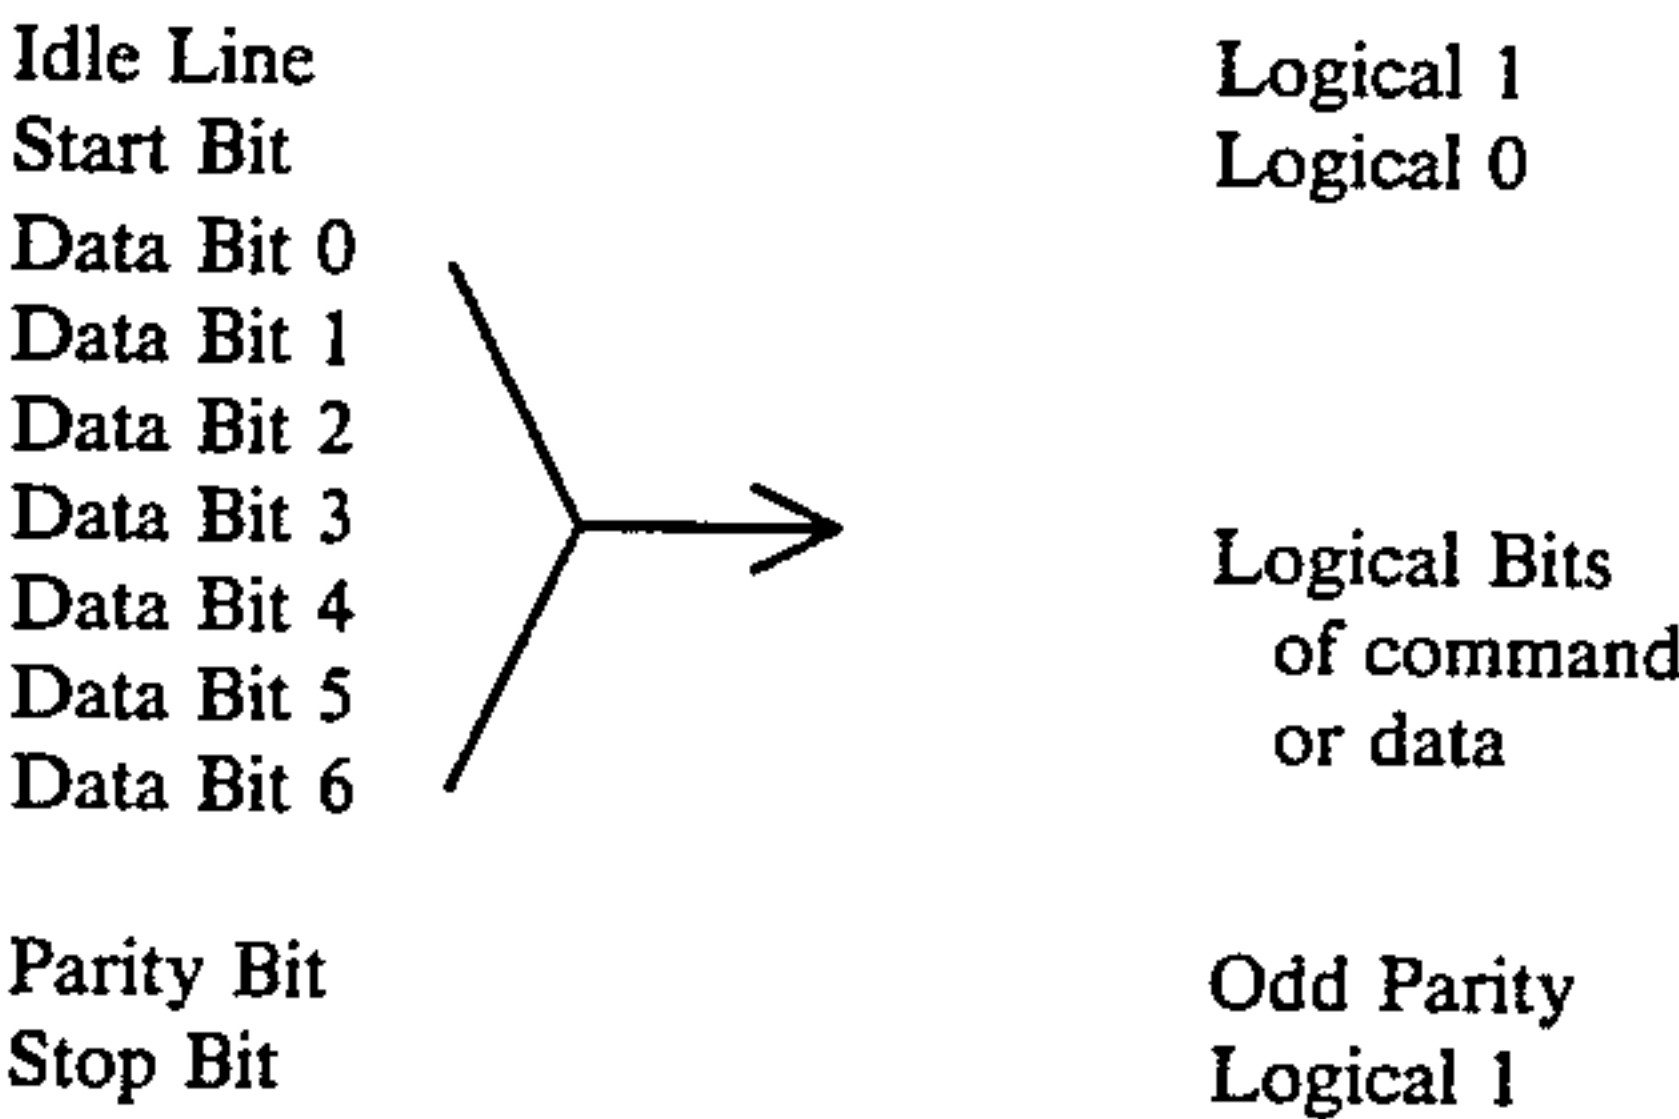 Idle Line Logical 1
Start Bit Logical 0
Data Bit 0
Data Bit 1
Data Bit 2
Data Bit 3
Data Bit 4
Data Bit 5
Data Bit 6
Logical Bits
of command
or data
Parity Bit Odd Parity
Stop Bit Logical 1